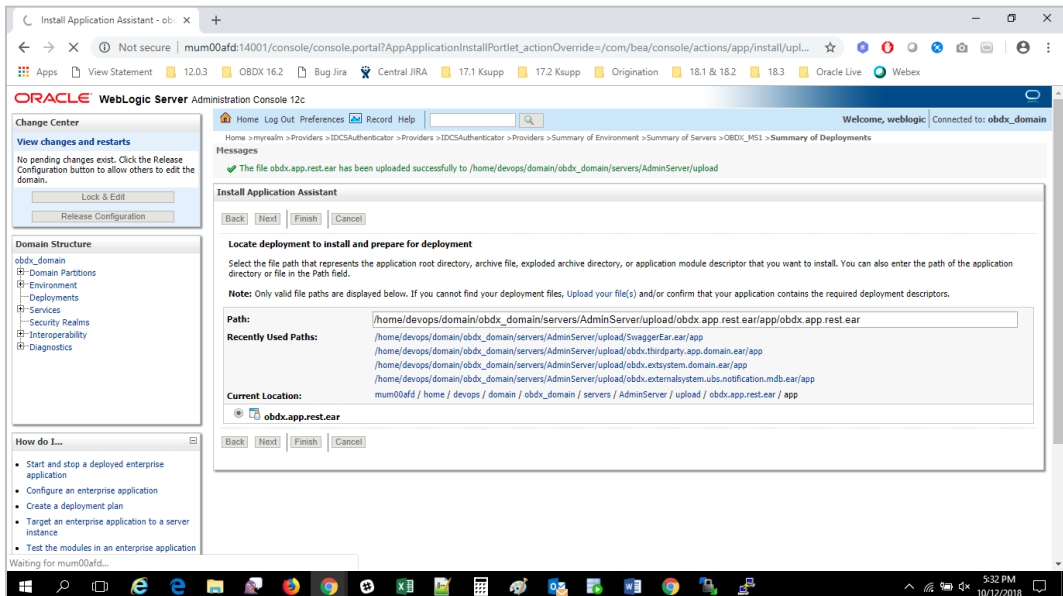 Install Application Assistant - obd
Not secure | mum00afd:14001/console/console.portal?AppApplicationInstallPortlet_actionOverride=/com/bea/console/actions/app/install/upl...
Apps View Statement 12.0.3 OBDX 16.2 Bug Jira Central JIRA 17.1 Ksupp 17.2 Ksupp Origination 18.1 & 18.2 18.3 Oracle Live Webex
ORACLE WebLogic Server Administration Console 12c
Change Center
View changes and restarts
No pending changes exist. Click the Release
Configuration button to allow others to edit the
domain.
Lock & Edit
Release Configuration
Domain Structure
obdx_domain
Domain Partitions
Environment
Deployments
Services
Security Realms
Interoperability
Diagnostics
How do I...
Start and stop a deployed enterprise
application
Configure an enterprise application
Create a deployment plan
Target an enterprise application to a server
instance
Test the modules in an enterprise application
Waiting for mum00afd...
Home Log Out Preferences Record Help
Welcome, weblogic Connected to: obdx_domain
Home >myrealm >Providers >IDCSAuthenticator >Providers >IDCSAuthenticator >Providers >Summary of Environment >Summary of Servers >OBDX_MS1 >Summary of Deployments
Messages
The file obdx.app.rest.ear has been uploaded successfully to /home/devops/domain/obdx_domain/servers/AdminServer/upload
Install Application Assistant
Back Next Finish Cancel
Locate deployment to install and prepare for deployment
Select the file path that represents the application root directory, archive file, exploded archive directory, or application module descriptor that you want to install. You can also enter the path of the application
directory or file in the Path field.
Note: Only valid file paths are displayed below. If you cannot find your deployment files, Upload your file(s) and/or confirm that your application contains the required deployment descriptors.
Path: /home/devops/domain/obdx_domain/servers/AdminServer/upload/obdx.app.rest.ear/app/obdx.app.rest.ear
Recently Used Paths: /home/devops/domain/obdx_domain/servers/AdminServer/upload/SwaggerEar.ear/app
/home/devops/domain/obdx_domain/servers/AdminServer/upload/obdx.thirdparty.app.domain.ear/app
/home/devops/domain/obdx_domain/servers/AdminServer/upload/obdx.extsystem.domain.ear/app
/home/devops/domain/obdx_domain/servers/AdminServer/upload/obdx.externalsystem.ubs.notification.mdb.ear/app
Current Location: mum00afd / home / devops / domain / obdx_domain / servers / AdminServer / upload / obdx.app.rest.ear / app
obdx.app.rest.ear
Back Next Finish Cancel
5:32 PM
10/12/2018